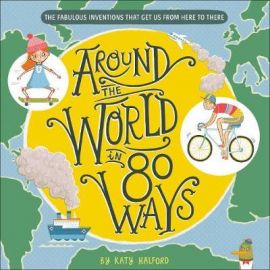 THE FABULOUS INVENTIONS THAT GET US FROM HERE TO THERE
AROUND
THE
WORLD
IN 80
WAYS
BY KATY HALFORD